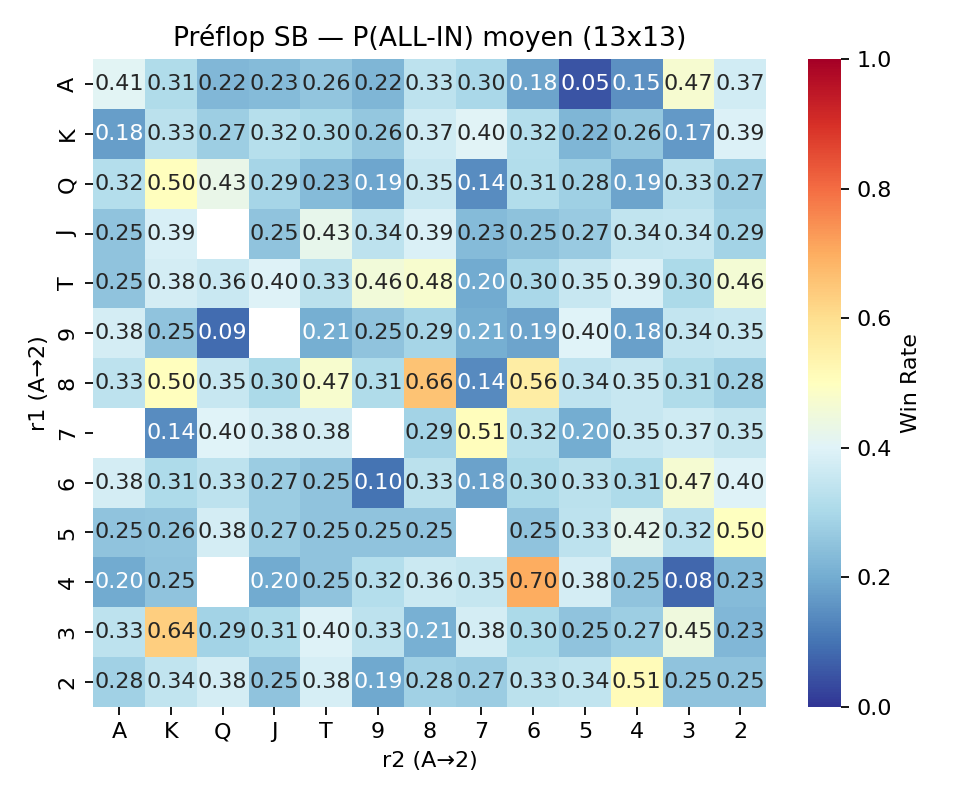 Préflop SB — P(ALL-IN) moyen (13x13)
A 0.41 0.31 0.22 0.23 0.26 0.22 0.33 0.30 0.18 0.05 0.15 0.47 0.37
K 0.18 0.33 0.27 0.32 0.30 0.26 0.37 0.40 0.32 0.22 0.26 0.17 0.39
Q 0.32 0.50 0.43 0.29 0.23 0.19 0.35 0.14 0.31 0.28 0.19 0.33 0.27
J 0.25 0.39 0.25 0.43 0.34 0.39 0.23 0.25 0.27 0.34 0.34 0.29
T 0.25 0.38 0.36 0.40 0.33 0.46 0.48 0.20 0.30 0.35 0.39 0.30 0.46
9 0.38 0.25 0.09 0.21 0.25 0.29 0.21 0.19 0.40 0.18 0.34 0.35
8 0.33 0.50 0.35 0.30 0.47 0.31 0.66 0.14 0.56 0.34 0.35 0.31 0.28
7 0.14 0.40 0.38 0.38 0.29 0.51 0.32 0.20 0.35 0.37 0.35
6 0.38 0.31 0.33 0.27 0.25 0.10 0.33 0.18 0.30 0.33 0.31 0.47 0.40
5 0.25 0.26 0.38 0.27 0.25 0.25 0.25 0.25 0.33 0.42 0.32 0.50
4 0.20 0.25 0.20 0.25 0.32 0.36 0.35 0.70 0.38 0.25 0.08 0.23
3 0.33 0.64 0.29 0.31 0.40 0.33 0.21 0.38 0.30 0.25 0.27 0.45 0.23
2 0.28 0.34 0.38 0.25 0.38 0.19 0.28 0.27 0.33 0.34 0.51 0.25 0.25
A K Q J T 9 8 7 6 5 4 3 2
r2 (A→2)
r1 (A→2)
1.0
0.8
0.6
0.4
0.2
0.0
Win Rate